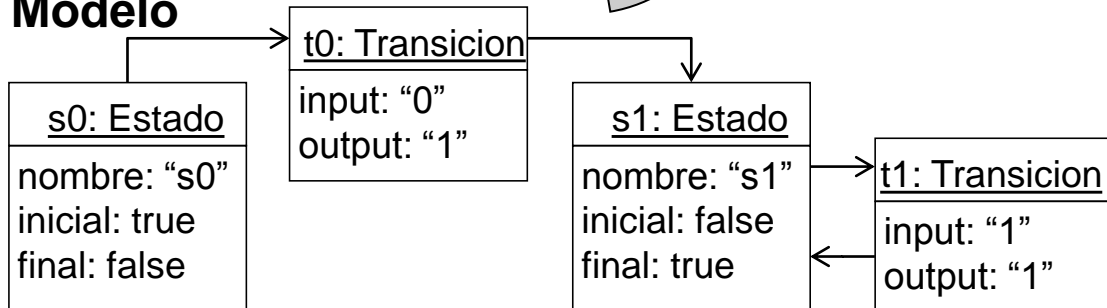 Modelo
t0: Transicion
input: “0”
output: “1”
s0: Estado
nombre: “s0”
inicial: true
final: false
s1: Estado
nombre: “s1”
inicial: false
final: true
t1: Transicion
input: “1”
output: “1”